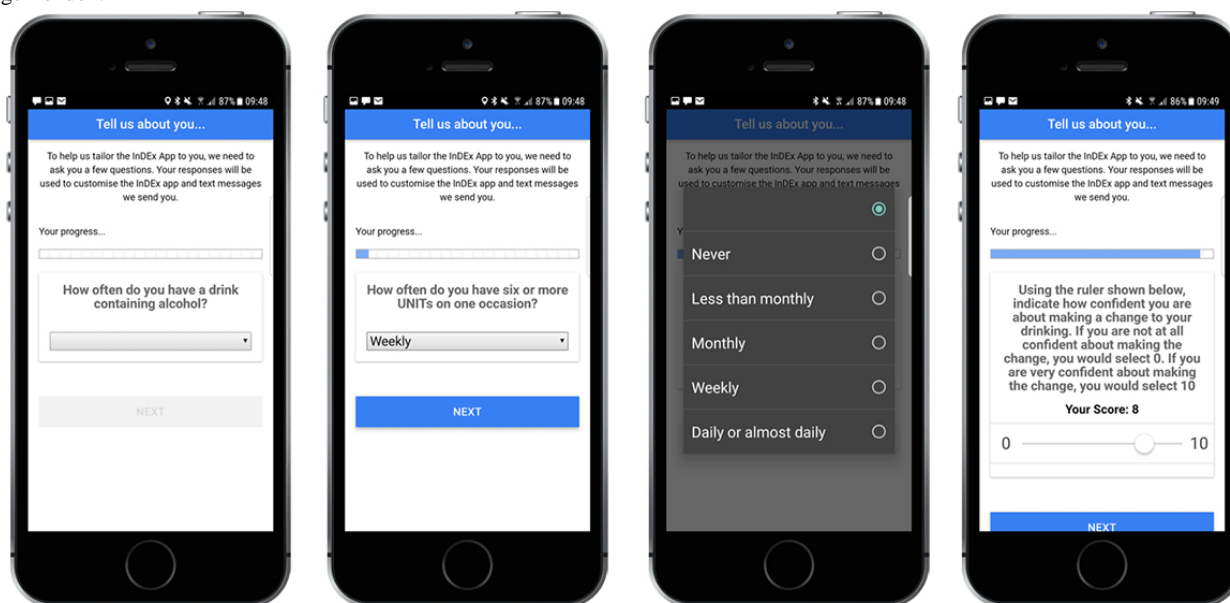 87% 09:48
Tell us about you...
To help us tailor the InDEx App to you, we need to
ask you a few questions. Your responses will be
used to customise the InDEx app and text messages
we send you.
Your progress...
How often do you have a drink
containing alcohol?
NEXT
87% 09:48
Tell us about you...
To help us tailor the InDEx App to you, we need to
ask you a few questions. Your responses will be
used to customise the InDEx app and text messages
we send you.
Your progress...
How often do you have six or more
UNITs on one occasion?
Weekly
NEXT
87% 09:48
Tell us about you...
To help us tailor the InDEx App to you, we need to
ask you a few questions. Your responses will be
used to customise the InDEx app and text messages
Y
Never
Less than monthly
Monthly
Weekly
Daily or almost daily
86% 09:49
Tell us about you...
To help us tailor the InDEx App to you, we need to
ask you a few questions. Your responses will be
used to customise the InDEx app and text messages
we send you.
Your progress...
Using the ruler shown below,
indicate how confident you are
about making a change to your
drinking. If you are not at all
confident about making the
change, you would select 0. If you
are very confident about making
the change, you would select 10
Your Score: 8
0 10
NEXT